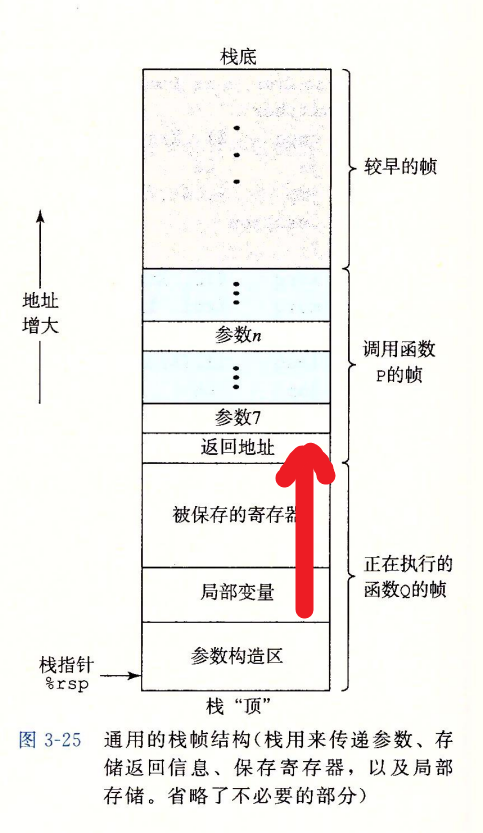 栈底
较早的帧
地址
增大
参数n
调用函数
P的帧
参数7
返回地址
被保存的寄存器
正在执行的
函数Q的帧
局部变量
参数构造区
栈指针
%rsp
栈“顶”
图 3-25 通用的栈帧结构(栈用来传递参数、存
储返回信息、保存寄存器，以及局部
存储。省略了不必要的部分)